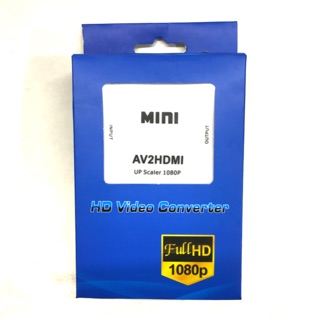 MINI
INPUT
OUTPUT
AV2HDMI
UP Scaler 1080P
HD Video Converter
Full HD
1080p